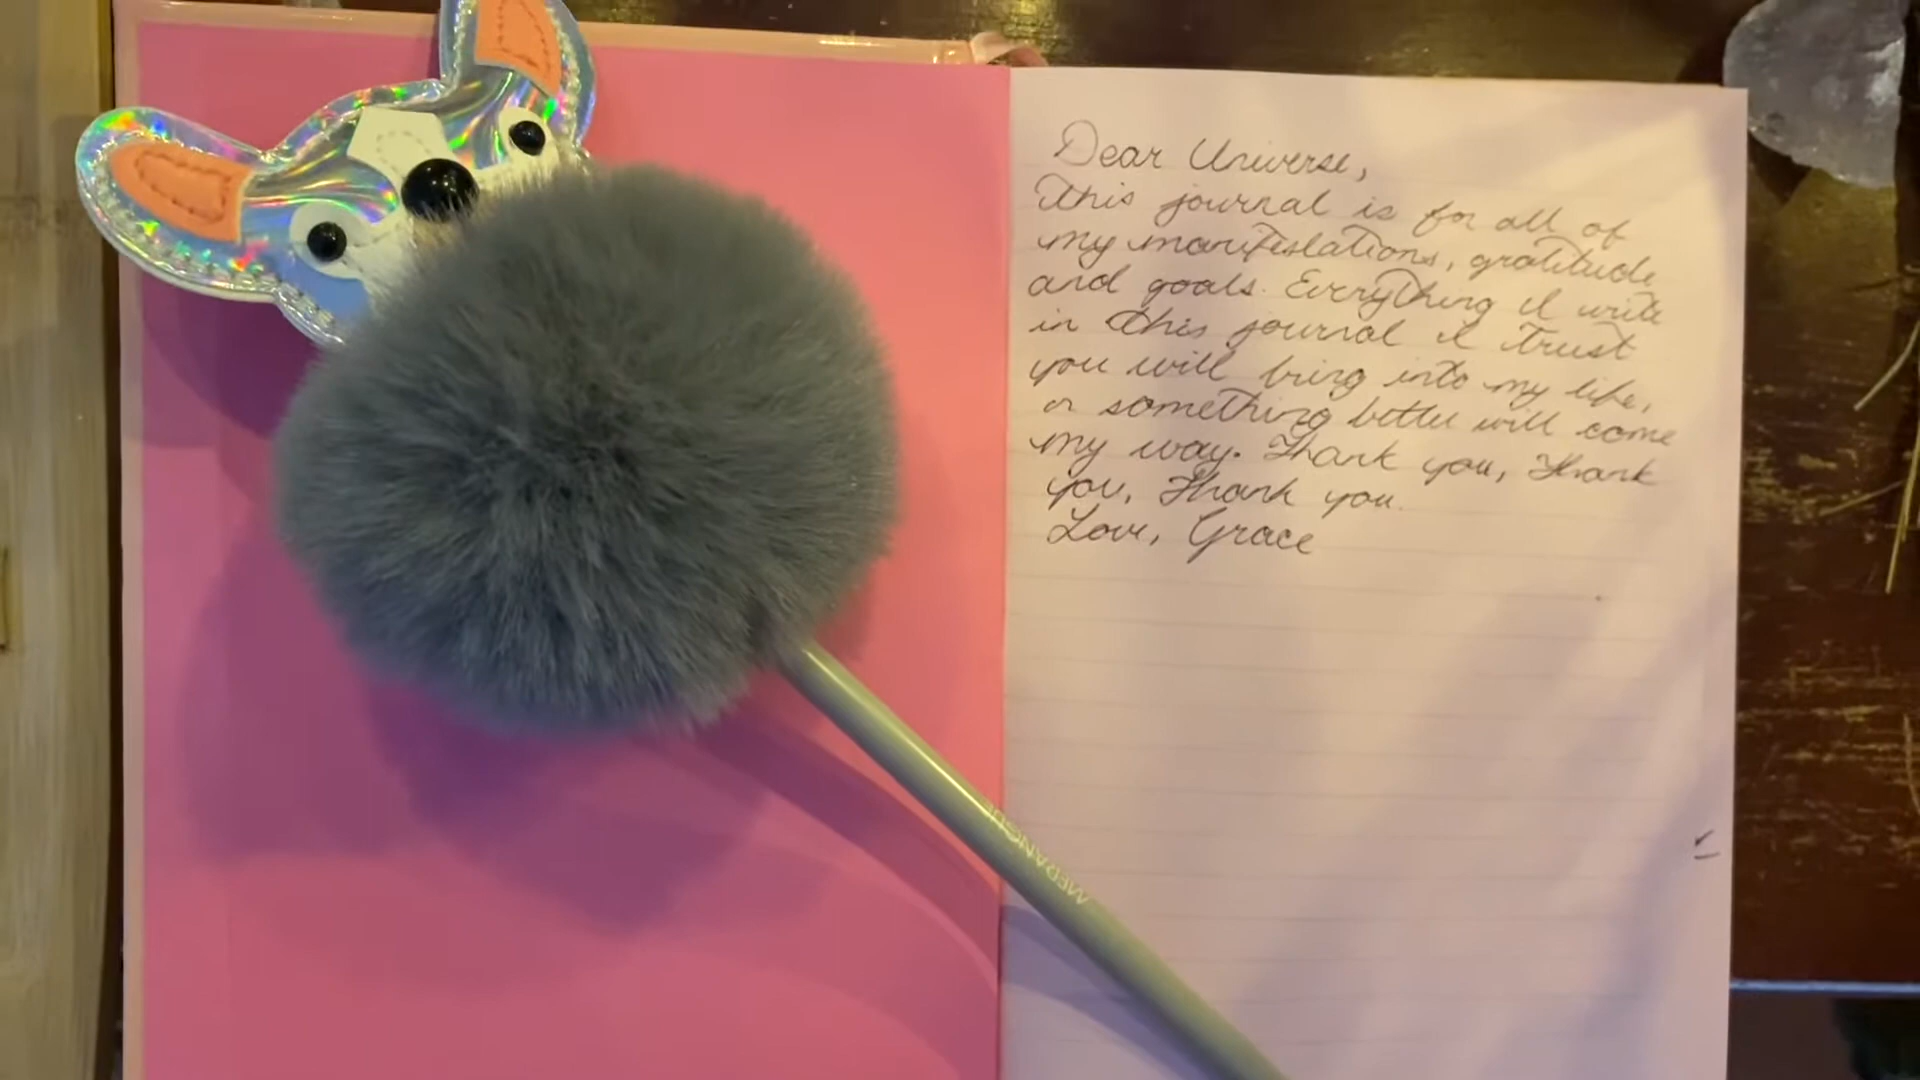 Dear Universe,
This journal is for all of
my manifestations, gratitude
and goals. Everything I write
in this journal I trust
you will bring into my life,
or something better will come
my way. Thank you, Thank
you, Thank you.
Love, Grace
MERANGUE